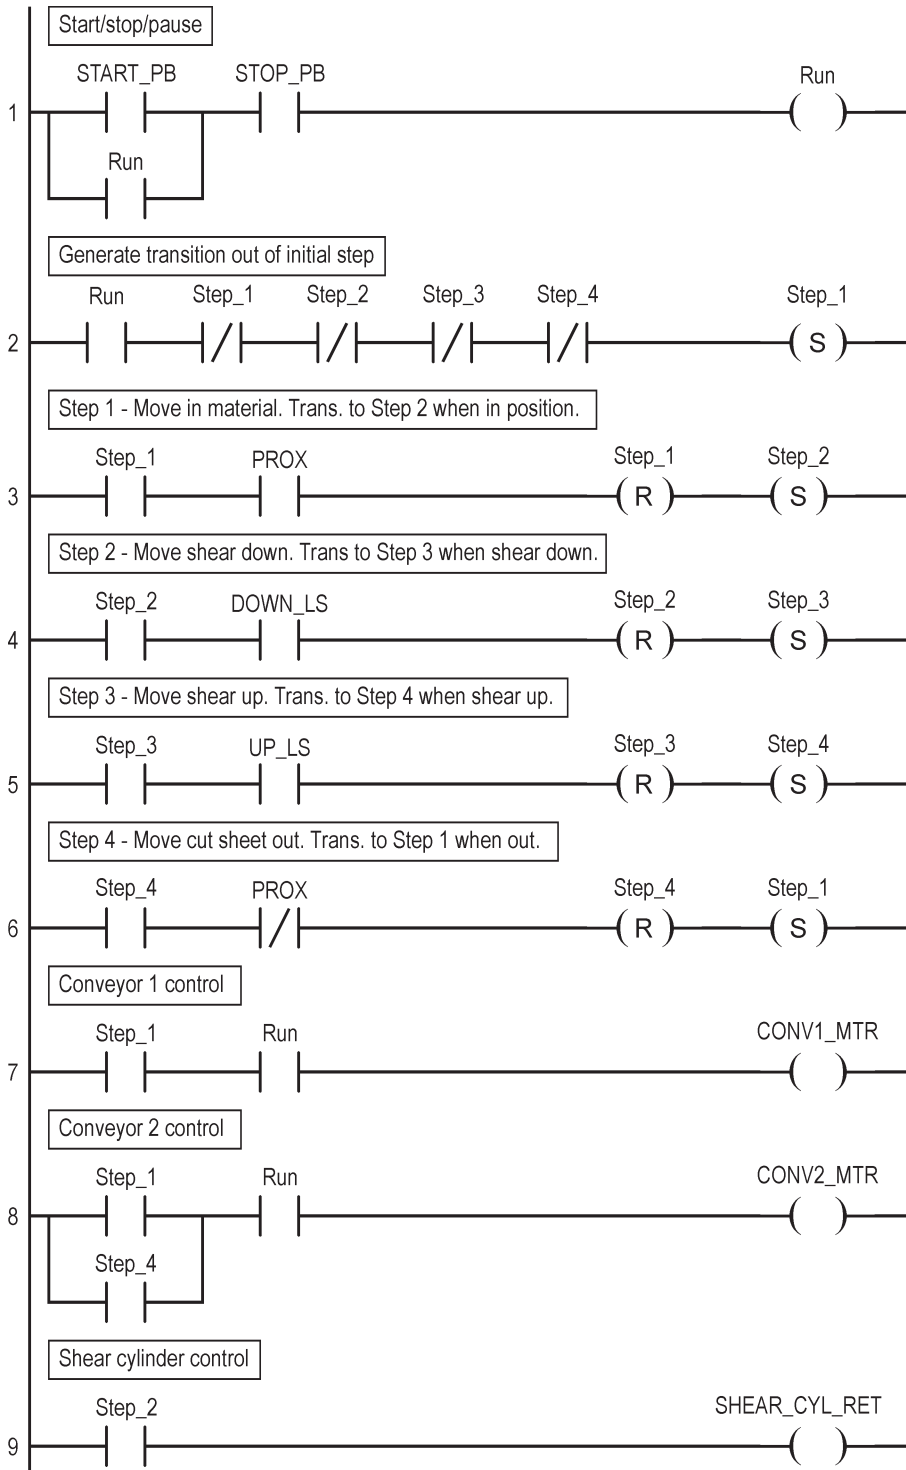 Start/stop/pause
START_PB STOP_PB Run
1
Run
Generate transition out of initial step
Run Step_1 Step_2 Step_3 Step_4 Step_1
2 S
Step 1 - Move in material. Trans. to Step 2 when in position.
Step_1 PROX Step_1 Step_2
3 R S
Step 2 - Move shear down. Trans to Step 3 when shear down.
Step_2 DOWN_LS Step_2 Step_3
4 R S
Step 3 - Move shear up. Trans. to Step 4 when shear up.
Step_3 UP_LS Step_3 Step_4
5 R S
Step 4 - Move cut sheet out. Trans. to Step 1 when out.
Step_4 PROX Step_4 Step_1
6 R S
Conveyor 1 control
Step_1 Run CONV1_MTR
7
Conveyor 2 control
Step_1 Run CONV2_MTR
8
Step_4
Shear cylinder control
Step_2 SHEAR_CYL_RET
9